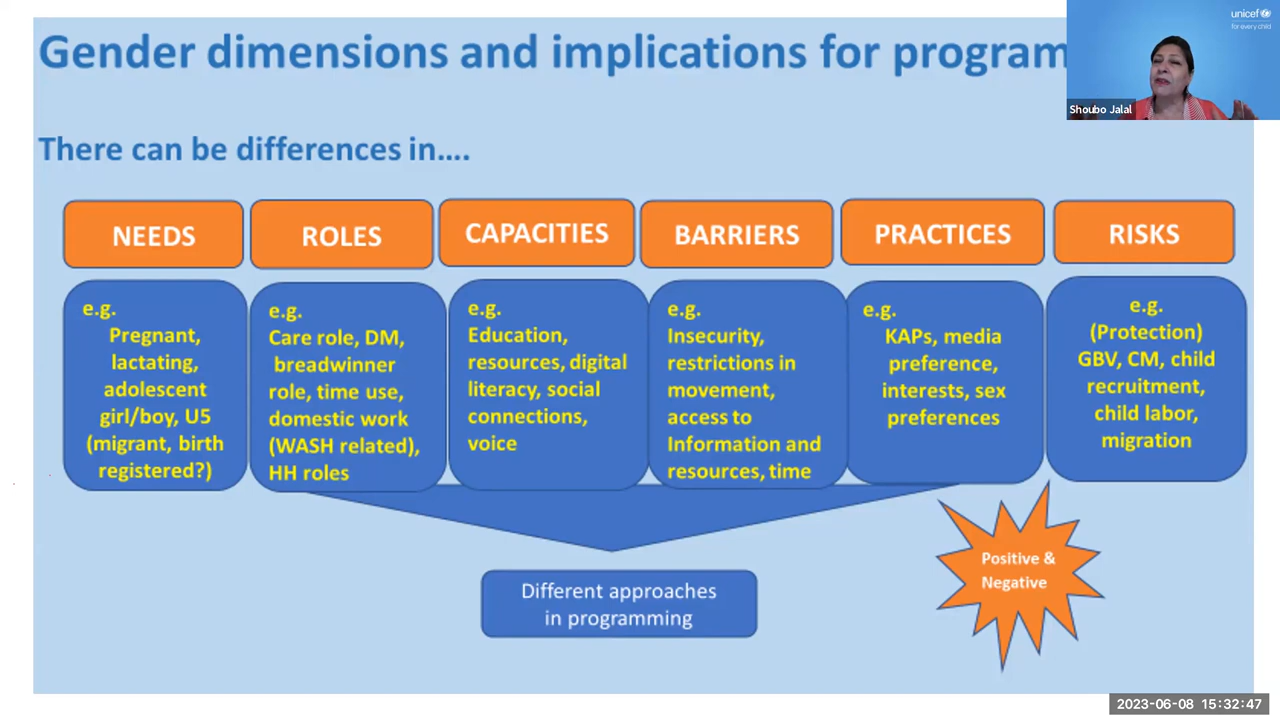 Gender dimensions and implications for program
unicef
for every child
Shoubo Jalal
There can be differences in....
NEEDS
ROLES
CAPACITIES
BARRIERS
PRACTICES
RISKS
e.g.
Pregnant,
lactating,
adolescent
girl/boy, U5
(migrant, birth
registered?)
e.g.
Care role, DM,
breadwinner
role, time use,
domestic work
(WASH related),
HH roles
e.g.
Education,
resources, digital
literacy, social
connections,
voice
e.g.
Insecurity,
restrictions in
movement,
access to
Information and
resources, time
e.g.
KAPs, media
preference,
interests, sex
preferences
e.g.
(Protection)
GBV, CM, child
recruitment,
child labor,
migration
Different approaches
in programming
Positive &
Negative
2023-06-08 15:32:47